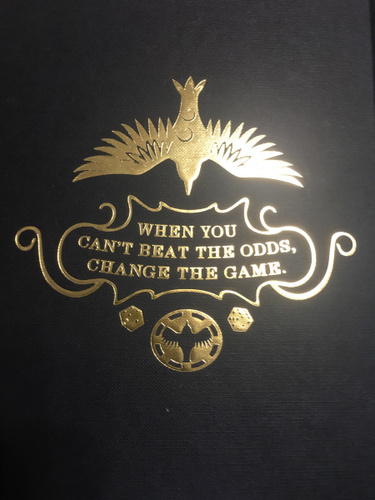 WHEN YOU
CAN'T BEAT THE ODDS,
CHANGE THE GAME.